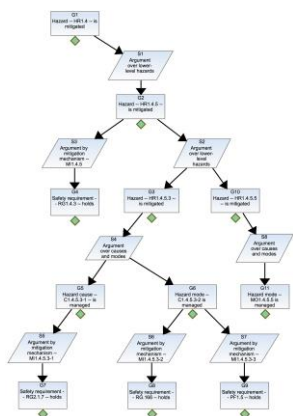 G1
Hazard -- HR1.4 -- is
mitigated
S1
Argument
over lower-
level hazards
G2
Hazard -- HR1.4.5 --
is mitigated
S3
Argument by
mitigation
mechanism --
MI1.4.5
S2
Argument
over lower-
level hazards
G4
Safety requirement -
- RG1.4.3 -- holds
G3
Hazard -- HR1.4.5.3 --
is mitigated
G10
Hazard -- HR1.4.5.5
is mitigated
S4
Argument
over causes
and modes
Argument
over causes
and modes
G5
Hazard cause --
C1.4.5.3-1 -- is
managed
G6
Hazard mode --
C1.4.5.3-2 is
managed
G11
Hazard mode --
MO1.4.5.5 is
managed
Argument by
mitigation
mechanism --
MI1.4.5.3-1
Argument by
mitigation
mechanism --
MI1.4.5.3-2
S7
Argument by
mitigation
mechanism --
MI1.4.5.3-3
G7
Safety requirement -
- RG2.1.7 -- holds
G8
Safety requirement -
- holds
G9
Safety requirement -
- PF1.5 -- holds